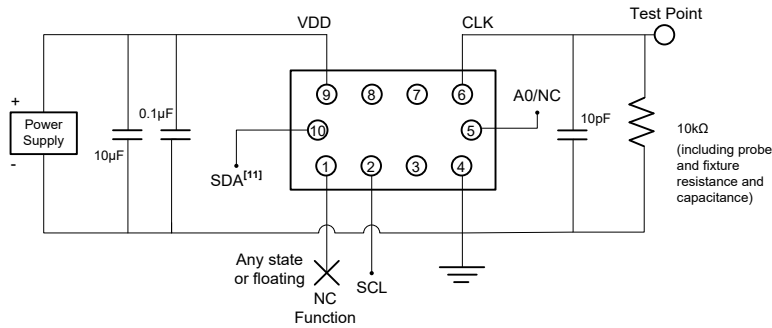 VDD
CLK
Test Point
+
Power
Supply
-
10µF
0.1µF
9
8
7
6
10
5
1
2
3
4
A0/NC
SDA[11]
10pF
10kΩ
(including probe
and fixture
resistance and
capacitance)
Any state
or floating
NC
Function
SCL